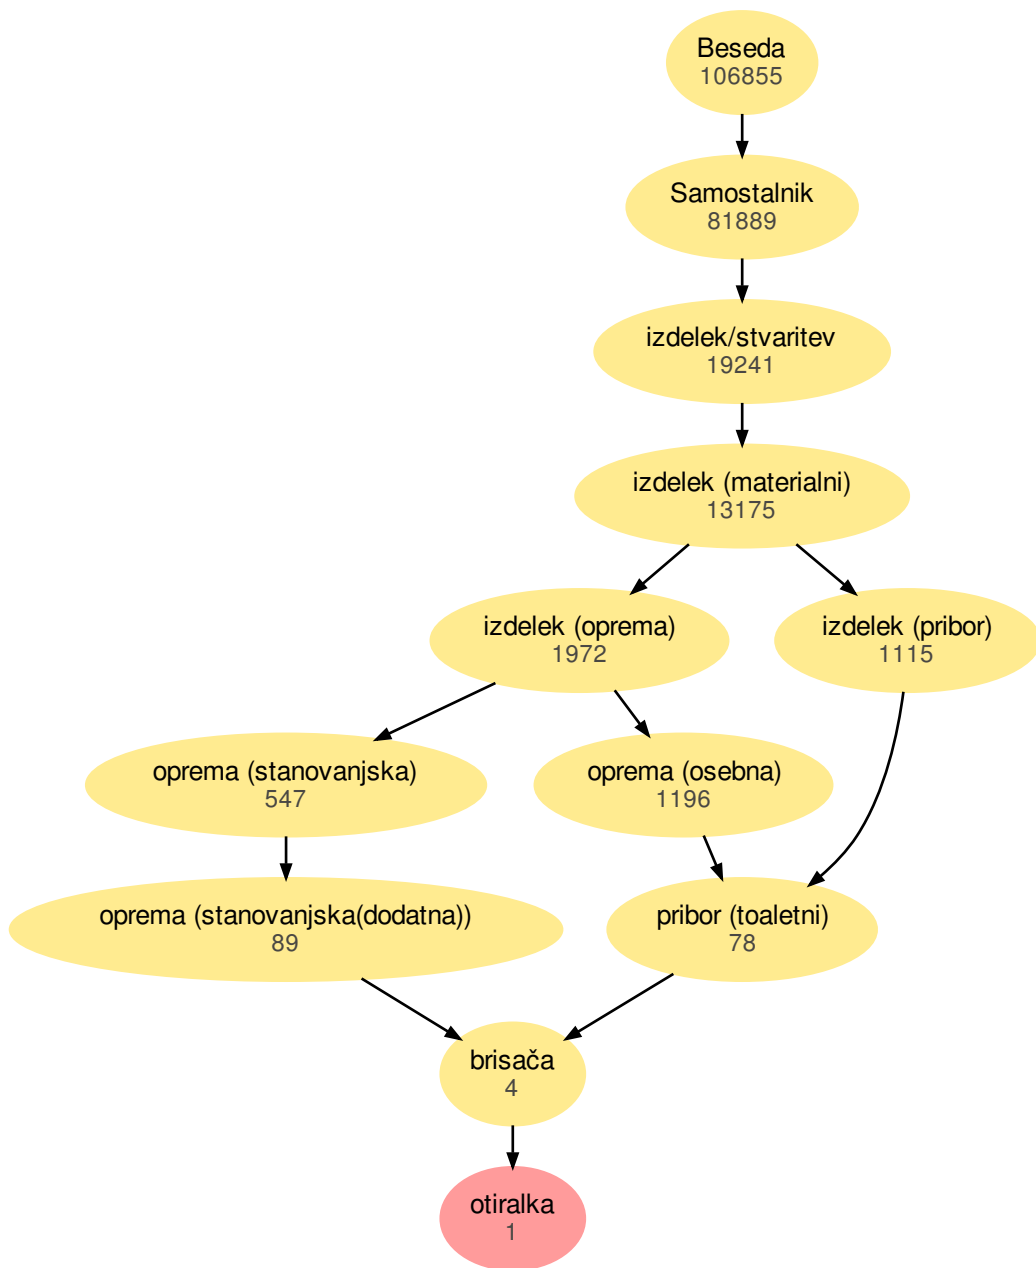 Beseda
106855
Samostalnik
81889
izdelek/stvaritev
19241
izdelek (materialni)
13175
izdelek (oprema)
1972
izdelek (pribor)
1115
oprema (stanovanjska)
547
oprema (osebna)
1196
oprema (stanovanjska(dodatna))
89
pribor (toaletni)
78
brisača
4
otiralka
1